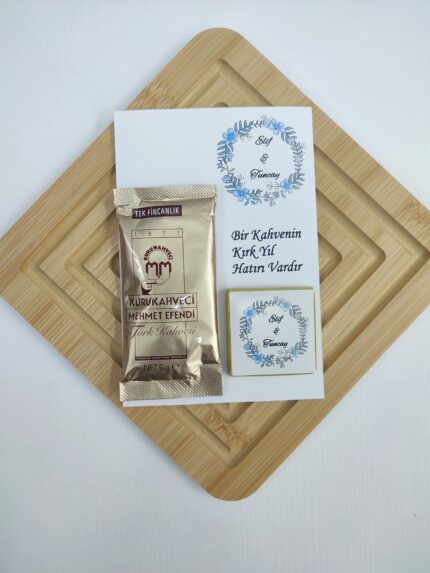 Elif
&
Tuncay
Bir Kahvenin
Kırk Yıl
Hatırı Vardır
TEK FİNCANLIK
1871
KURUKAHVECİ
MEHMET EFENDİ
Türk Kahvesi
NET 6 g e
Elif
&
Tuncay